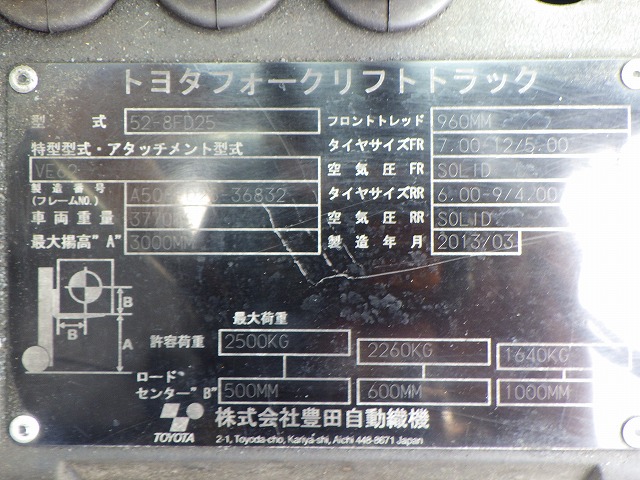 トヨタフォークリフトトラック
型 式 52-8FD25 フロントトレッド 960MM
特型型式・アタッチメント型式 タイヤサイズFR 7.00-12/5.00
空気圧 FR SOLID
製造番号 (フレームNO.) 36832 タイヤサイズRR 6.00-9/4.00
車両重量 空気圧 RR SOLID
最大揚高"A" 3000MM 製造年月 2013/03
B
B
A
最大荷重
許容荷重 2500KG 2260KG 1640KG
ロードセンター"B" 500MM 600MM 1000MM
TOYOTA 株式会社豊田自動織機
2-1, Toyoda-cho, Kariya-shi, Aichi 448-8671 Japan